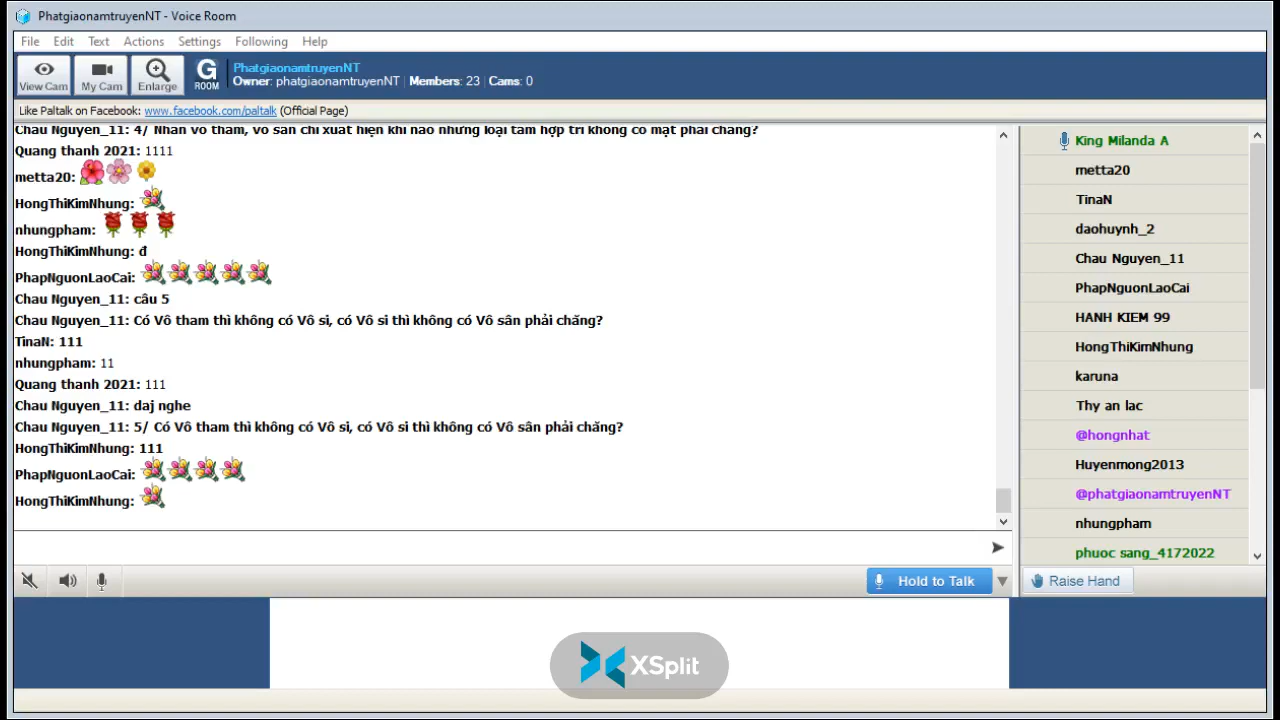 PhatgiaonamtruyenNT - Voice Room
File Edit Text Actions Settings Following Help
View Cam My Cam Enlarge G ROOM
PhatgiaonamtruyenNT
Owner: phatgiaonamtruyenNT | Members: 23 | Cams: 0
Like Paltalk on Facebook: www.facebook.com/paltalk (Official Page)
Chau Nguyen_11: 4/ Nhân vô tham, vô sân chỉ xuất hiện khi nào những loại tâm hợp trí không có mặt phải chăng?
Quang thanh 2021: 1111
metta20:
HongThiKimNhung:
nhungpham:
HongThiKimNhung: đ
PhapNguonLaoCai:
Chau Nguyen_11: câu 5
Chau Nguyen_11: Có Vô tham thì không có Vô si, có Vô si thì không có Vô sân phải chăng?
TinaN: 111
nhungpham: 11
Quang thanh 2021: 111
Chau Nguyen_11: daj nghe
Chau Nguyen_11: 5/ Có Vô tham thì không có Vô si, có Vô si thì không có Vô sân phải chăng?
HongThiKimNhung: 111
PhapNguonLaoCai:
HongThiKimNhung:
King Milanda A
metta20
TinaN
daohuynh_2
Chau Nguyen_11
PhapNguonLaoCai
HANH KIEM 99
HongThiKimNhung
karuna
Thy an lac
@hongnhat
Huyenmong2013
@phatgiaonamtruyenNT
nhungpham
phuoc sang_4172022
Hold to Talk
Raise Hand
XSplit